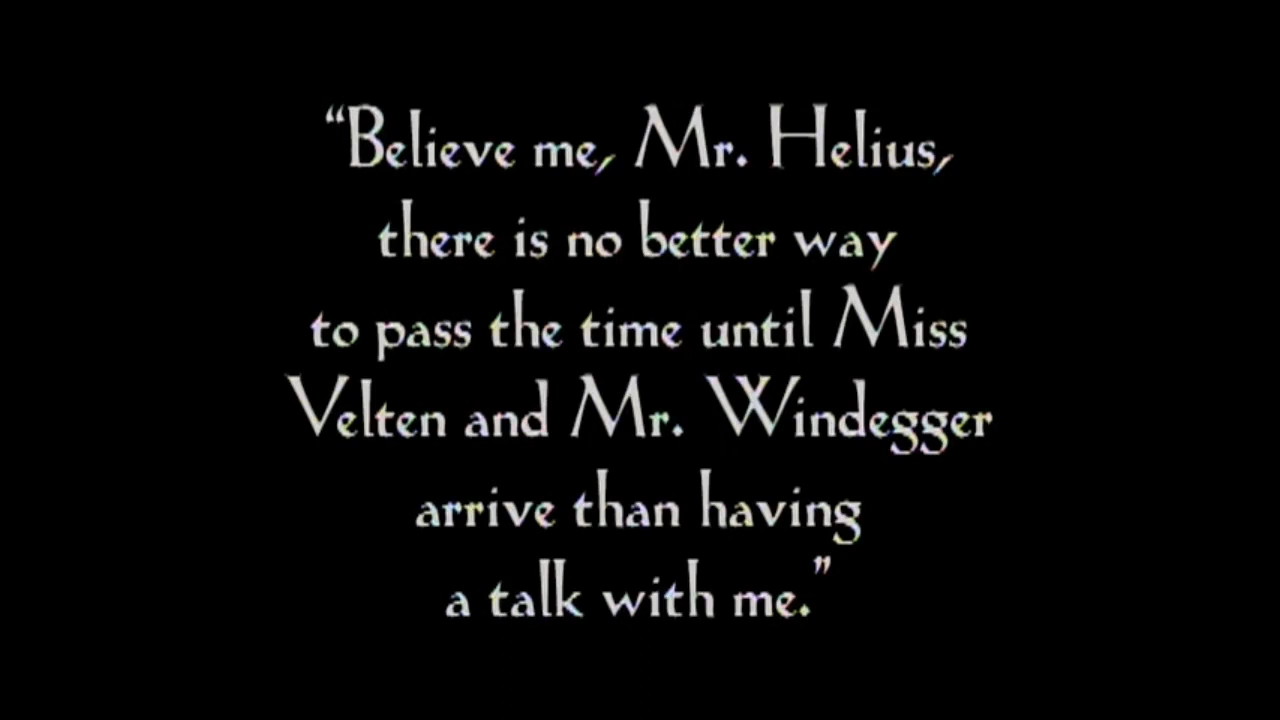 “Believe me, Mr. Helius,
there is no better way
to pass the time until Miss
Velten and Mr. Windegger
arrive than having
a talk with me.”